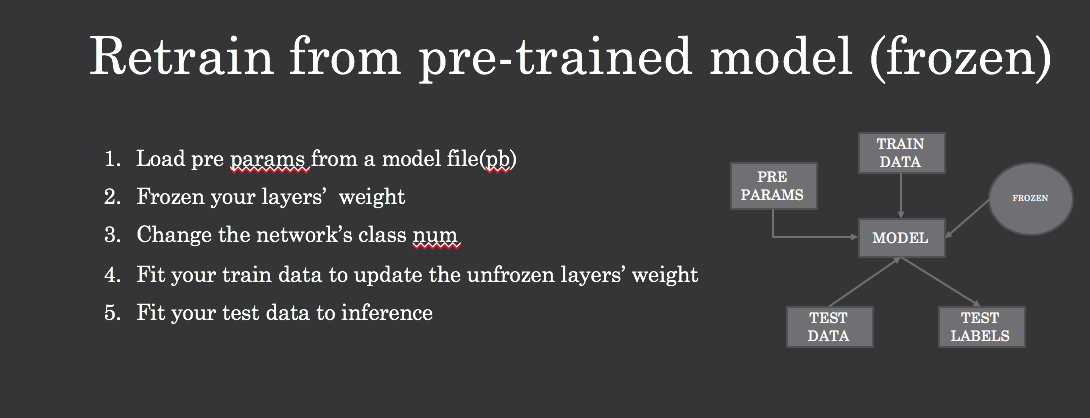 Retrain from pre-trained model (frozen)
1. Load pre params from a model file(pb)
2. Frozen your layers’ weight
3. Change the network’s class num
4. Fit your train data to update the unfrozen layers’ weight
5. Fit your test data to inference
TRAIN
DATA
PRE
PARAMS
FROZEN
MODEL
TEST
DATA
TEST
LABELS